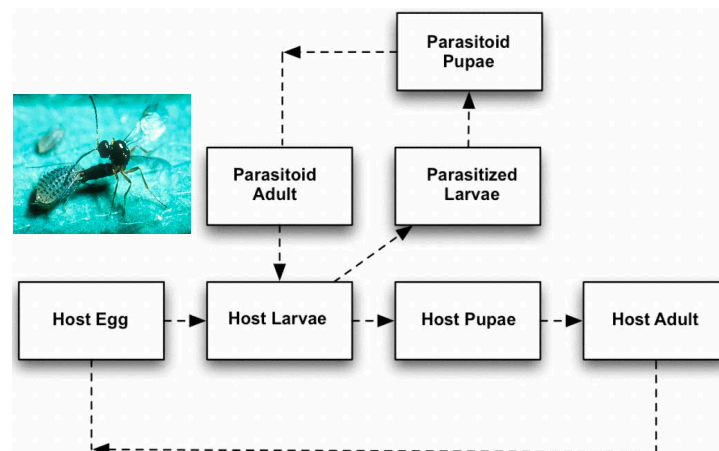 Parasitoid
Pupae
Parasitoid
Adult
Parasitized
Larvae
Host Egg
Host Larvae
Host Pupae
Host Adult